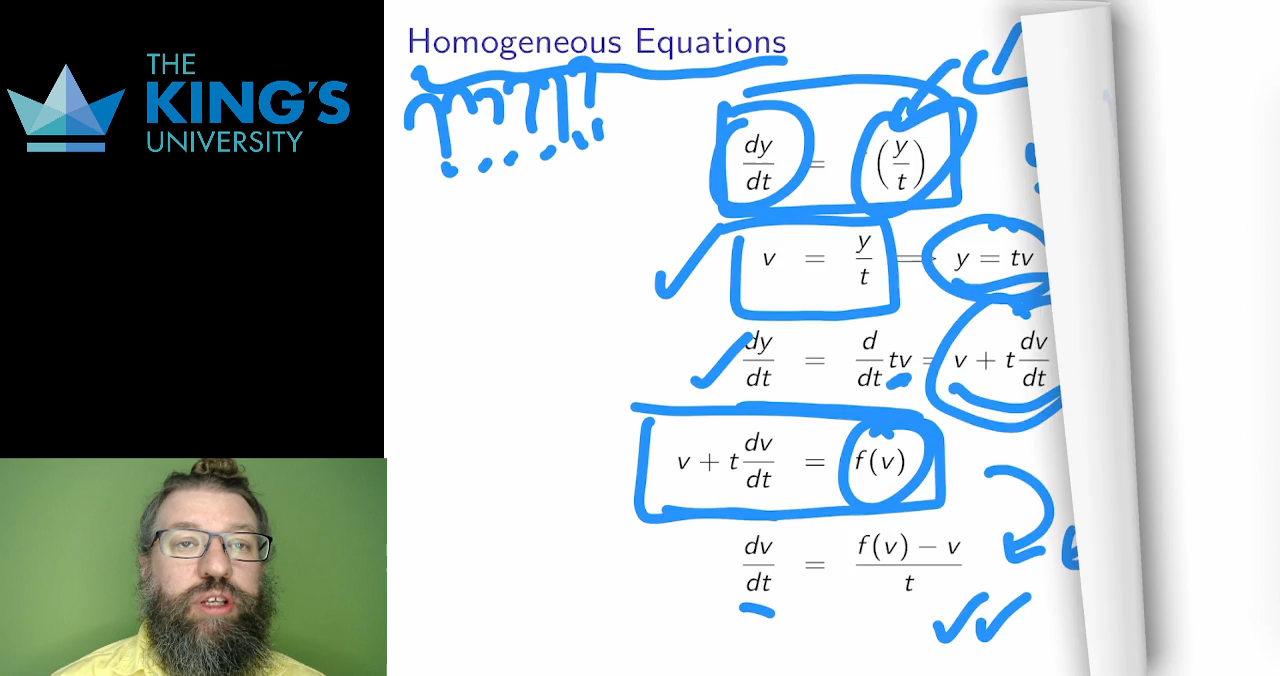 THE
KING'S
UNIVERSITY
Homogeneous Equations
dy/dt = (y/t)
v = y/t ⟹ y = tv
dy/dt = d/dt tv = v + t dv/dt
v + t dv/dt = f(v)
dv/dt = f(v) − v / t